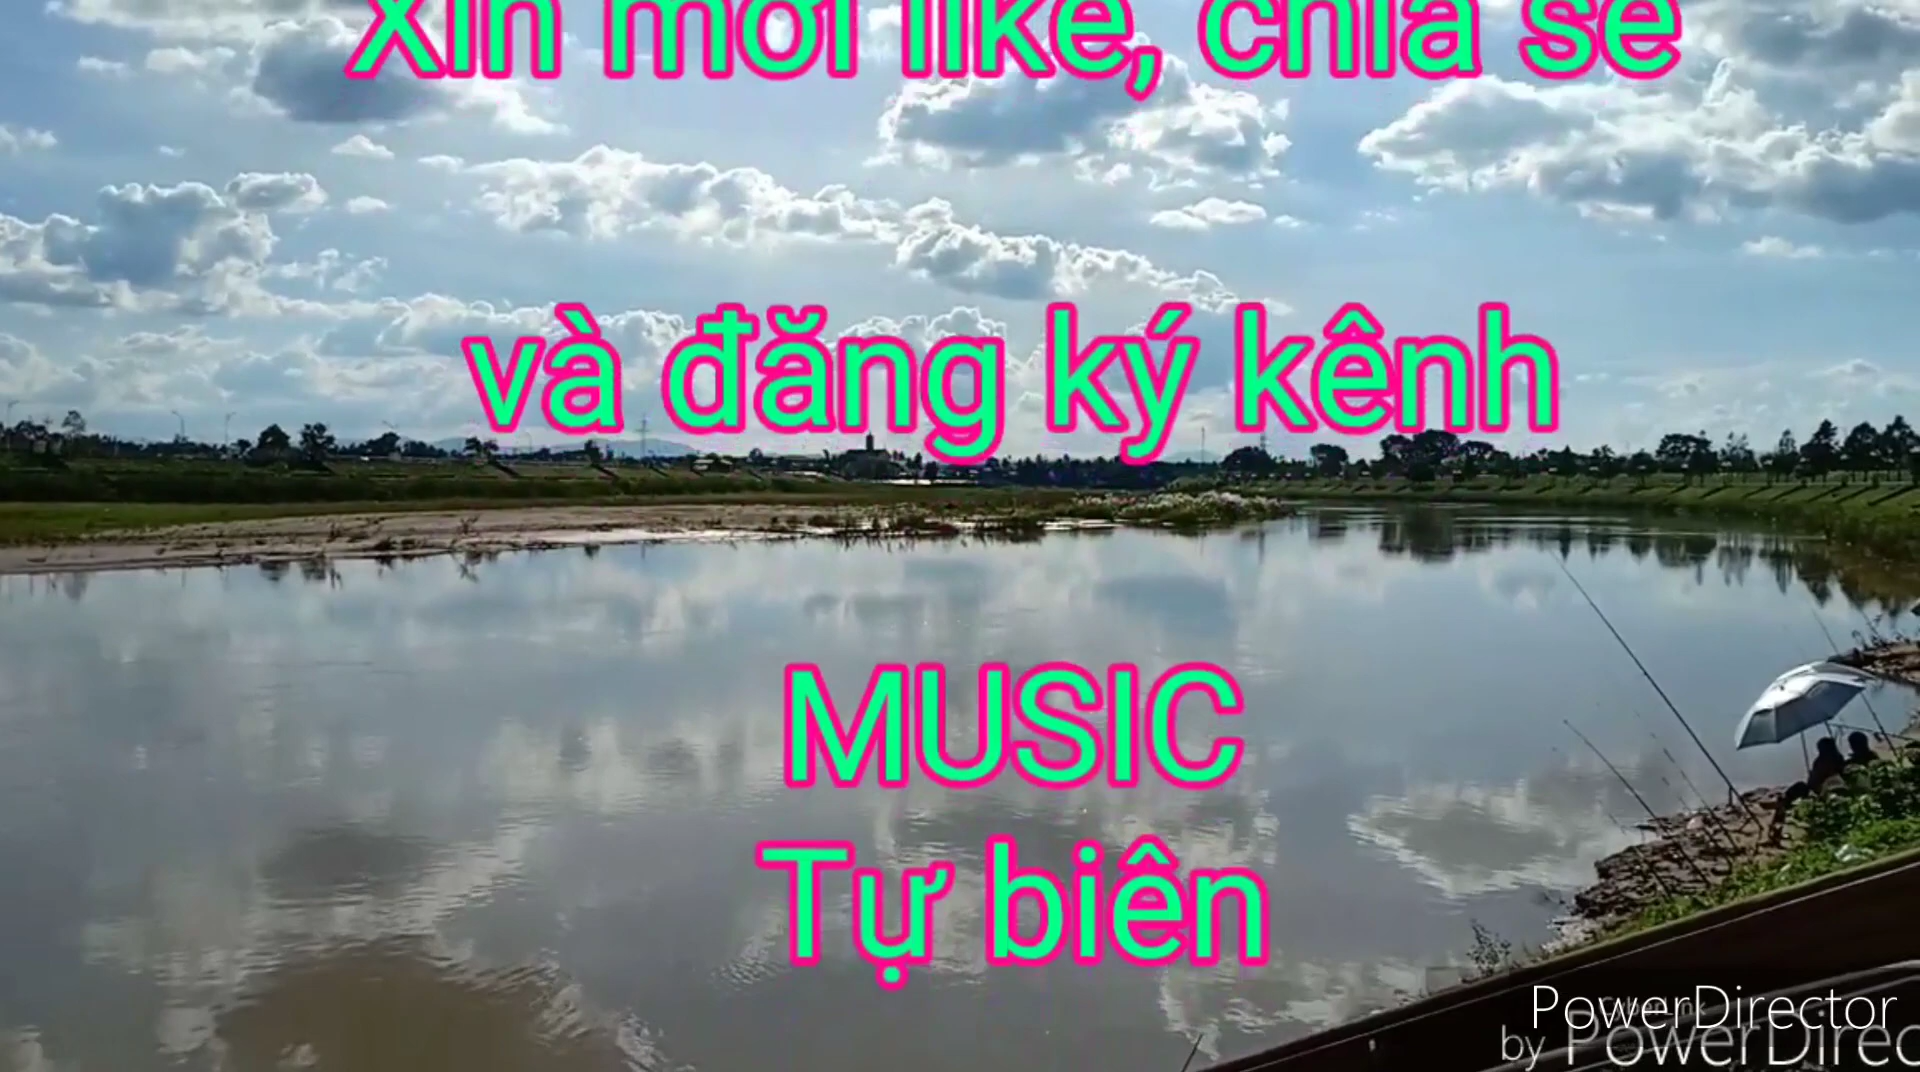 Xin mời like, chia sẻ
và đăng ký kênh
MUSIC
Tự biên
PowerDirector
by PowerDirec